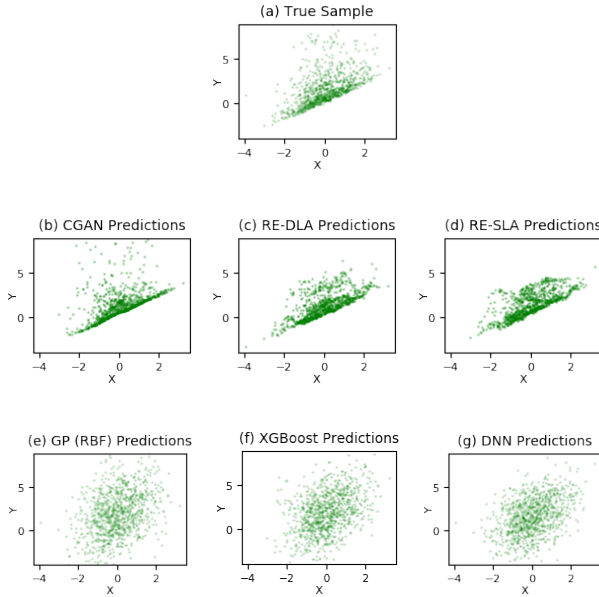 (a) True Sample
5
0
Y
−4 −2 0 2
X
(b) CGAN Predictions (c) RE-DLA Predictions (d) RE-SLA Predictions
5 5 5
0 0 0
Y Y Y
−4 −2 0 2 −4 −2 0 2 −4 −2 0 2
X X X
(e) GP (RBF) Predictions (f) XGBoost Predictions (g) DNN Predictions
5 5 5
0 0 0
Y Y Y
−4 −2 0 2 −4 −2 0 2 −4 −2 0 2
X X X